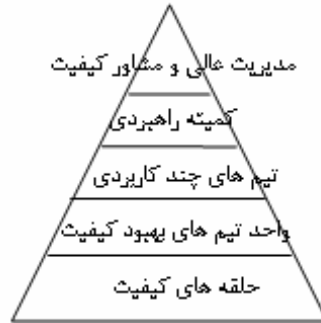 مدیریت عالی و مشاور کیفیت
کمیته راهبردی
تیم های چند کاربردی
واحد تیم های بهبود کیفیت
حلقه های کیفیت